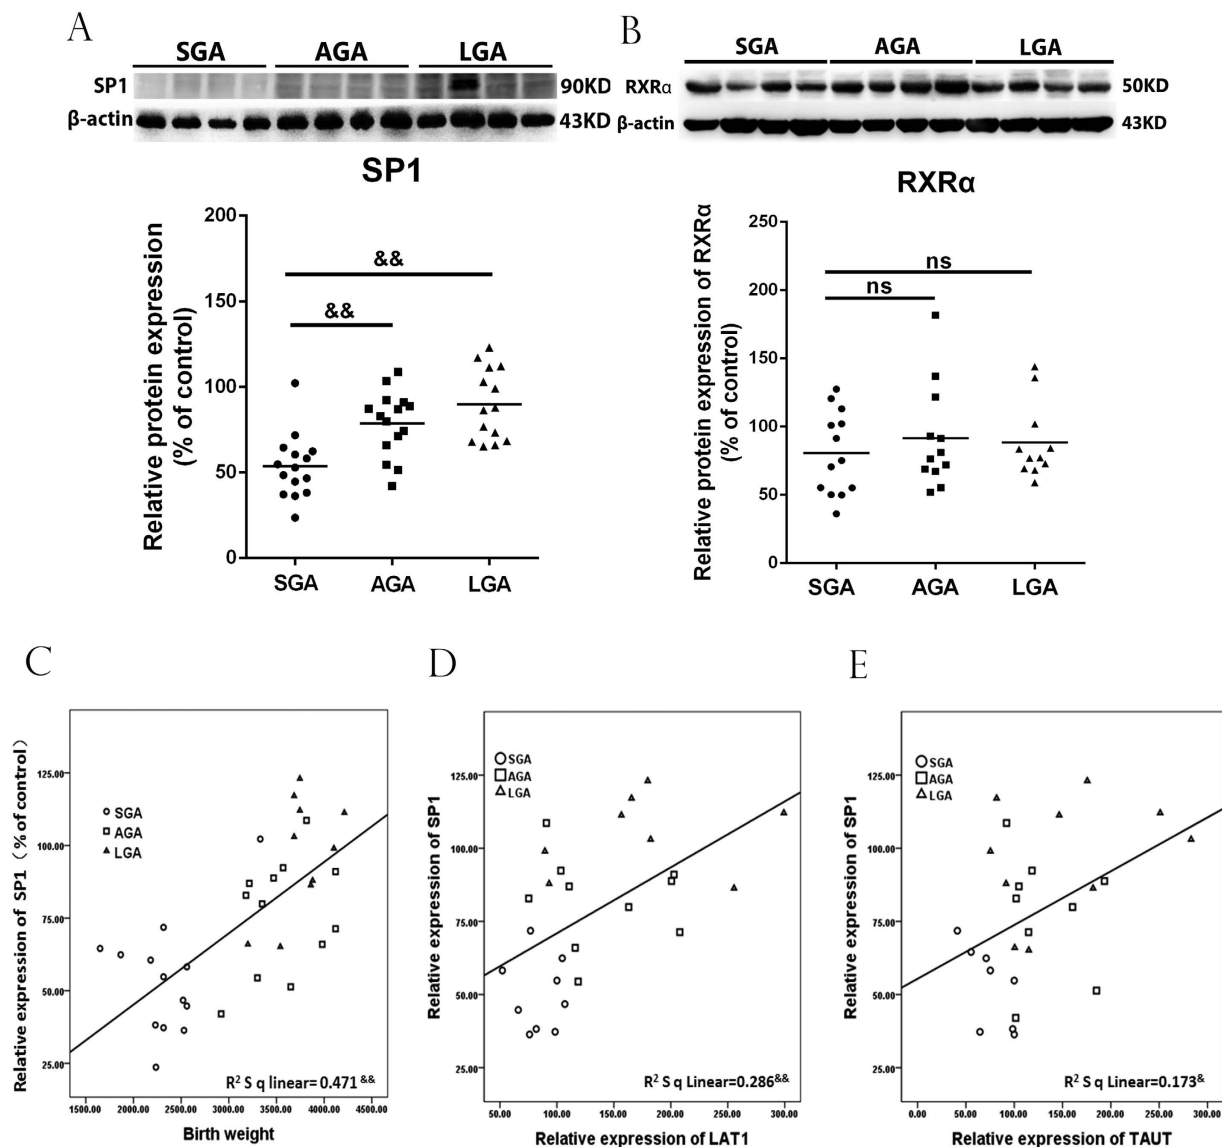 A
SGA AGA LGA
SP1 90KD
β-actin 43KD
SP1
Relative protein expression
(% of control)
200
150
100
50
0
&&
&&
SGA AGA LGA
B
SGA AGA LGA
RXRα 50KD
β-actin 43KD
RXRα
Relative protein expression of RXRα
(% of control)
250
200
150
100
50
0
ns
ns
SGA AGA LGA
C
Relative expression of SP1 (% of control)
125.00
100.00
75.00
50.00
25.00
SGA
AGA
LGA
R² S q linear= 0.471 &&
1500.00 2000.00 2500.00 3000.00 3500.00 4000.00 4500.00
Birth weight
D
Relative expression of SP1
125.00
100.00
75.00
50.00
25.00
SGA
AGA
LGA
R² S q Linear=0.286&&
50.00 100.00 150.00 200.00 250.00 300.00
Relative expression of LAT1
E
Relative expression of SP1
125.00
100.00
75.00
50.00
25.00
SGA
AGA
LGA
R² S q Linear=0.173&
0.00 50.00 100.00 150.00 200.00 250.00 300.00
Relative expression of TAUT